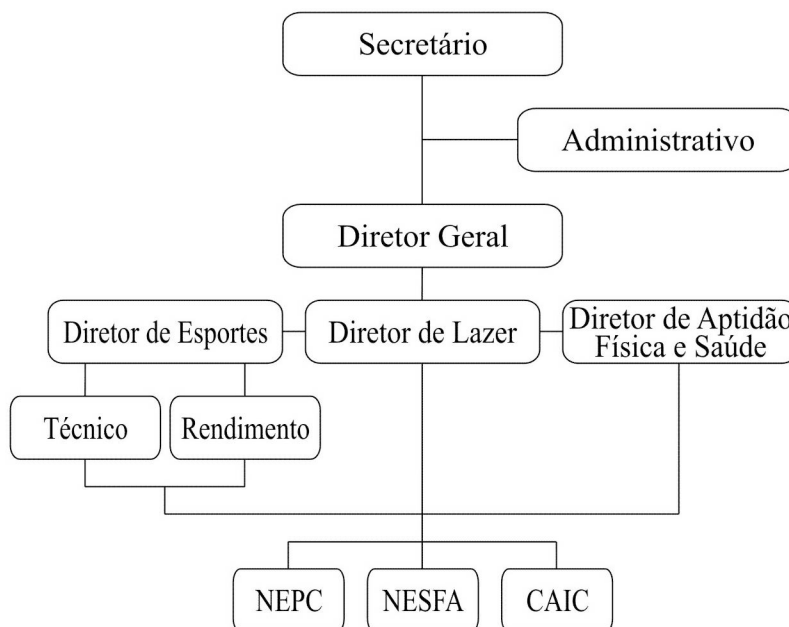 Secretário
Administrativo
Diretor Geral
Diretor de Esportes
Diretor de Lazer
Diretor de Aptidão
Física e Saúde
Técnico
Rendimento
NEPC
NESFA
CAIC